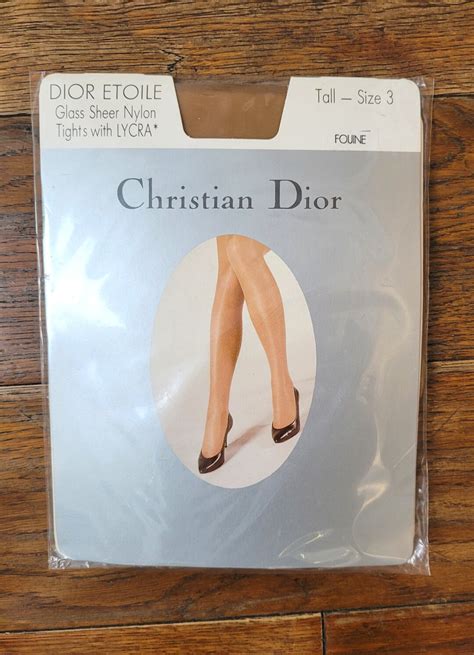 DIOR ETOILE
Glass Sheer Nylon
Tights with LYCRA*
Tall — Size 3
FOUINE
Christian Dior